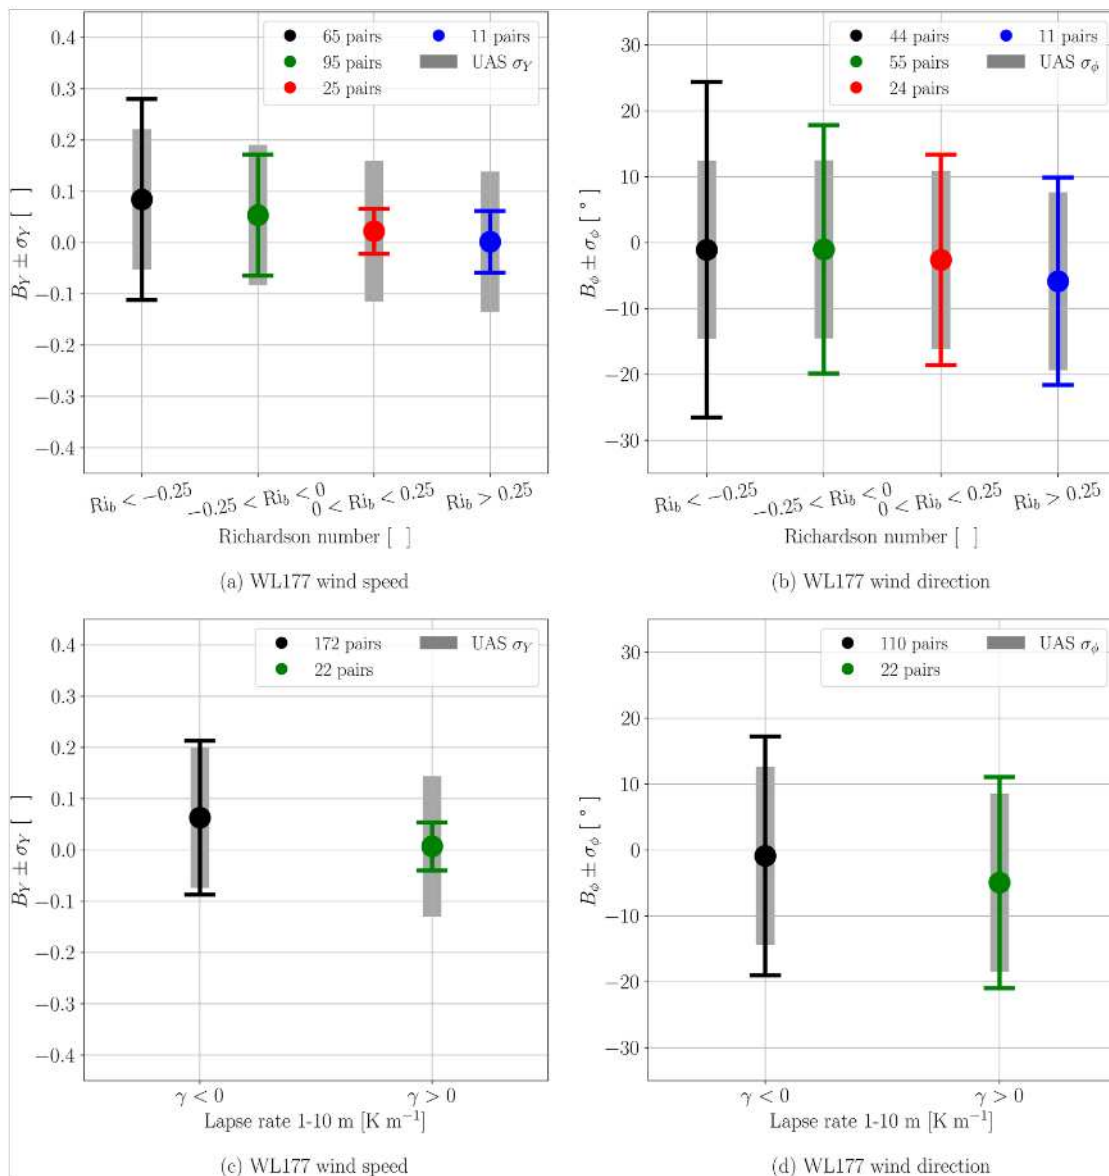 65 pairs
95 pairs
25 pairs
11 pairs
UAS σ_Y
0.4
0.3
0.2
0.1
0.0
−0.1
−0.2
−0.3
−0.4
B_Y ± σ_Y [ ]
Ri_b < −0.25
−0.25 < Ri_b < 0
0 < Ri_b < 0.25
Ri_b > 0.25
Richardson number [ ]
(a) WL177 wind speed
44 pairs
55 pairs
24 pairs
11 pairs
UAS σ_ϕ
30
20
10
0
−10
−20
−30
B_ϕ ± σ_ϕ [ ° ]
Ri_b < −0.25
−0.25 < Ri_b < 0
0 < Ri_b < 0.25
Ri_b > 0.25
Richardson number [ ]
(b) WL177 wind direction
172 pairs
22 pairs
UAS σ_Y
0.4
0.3
0.2
0.1
0.0
−0.1
−0.2
−0.3
−0.4
B_Y ± σ_Y [ ]
γ < 0
γ > 0
Lapse rate 1-10 m [K m⁻¹]
(c) WL177 wind speed
110 pairs
22 pairs
UAS σ_ϕ
30
20
10
0
−10
−20
−30
B_ϕ ± σ_ϕ [ ° ]
γ < 0
γ > 0
Lapse rate 1-10 m [K m⁻¹]
(d) WL177 wind direction